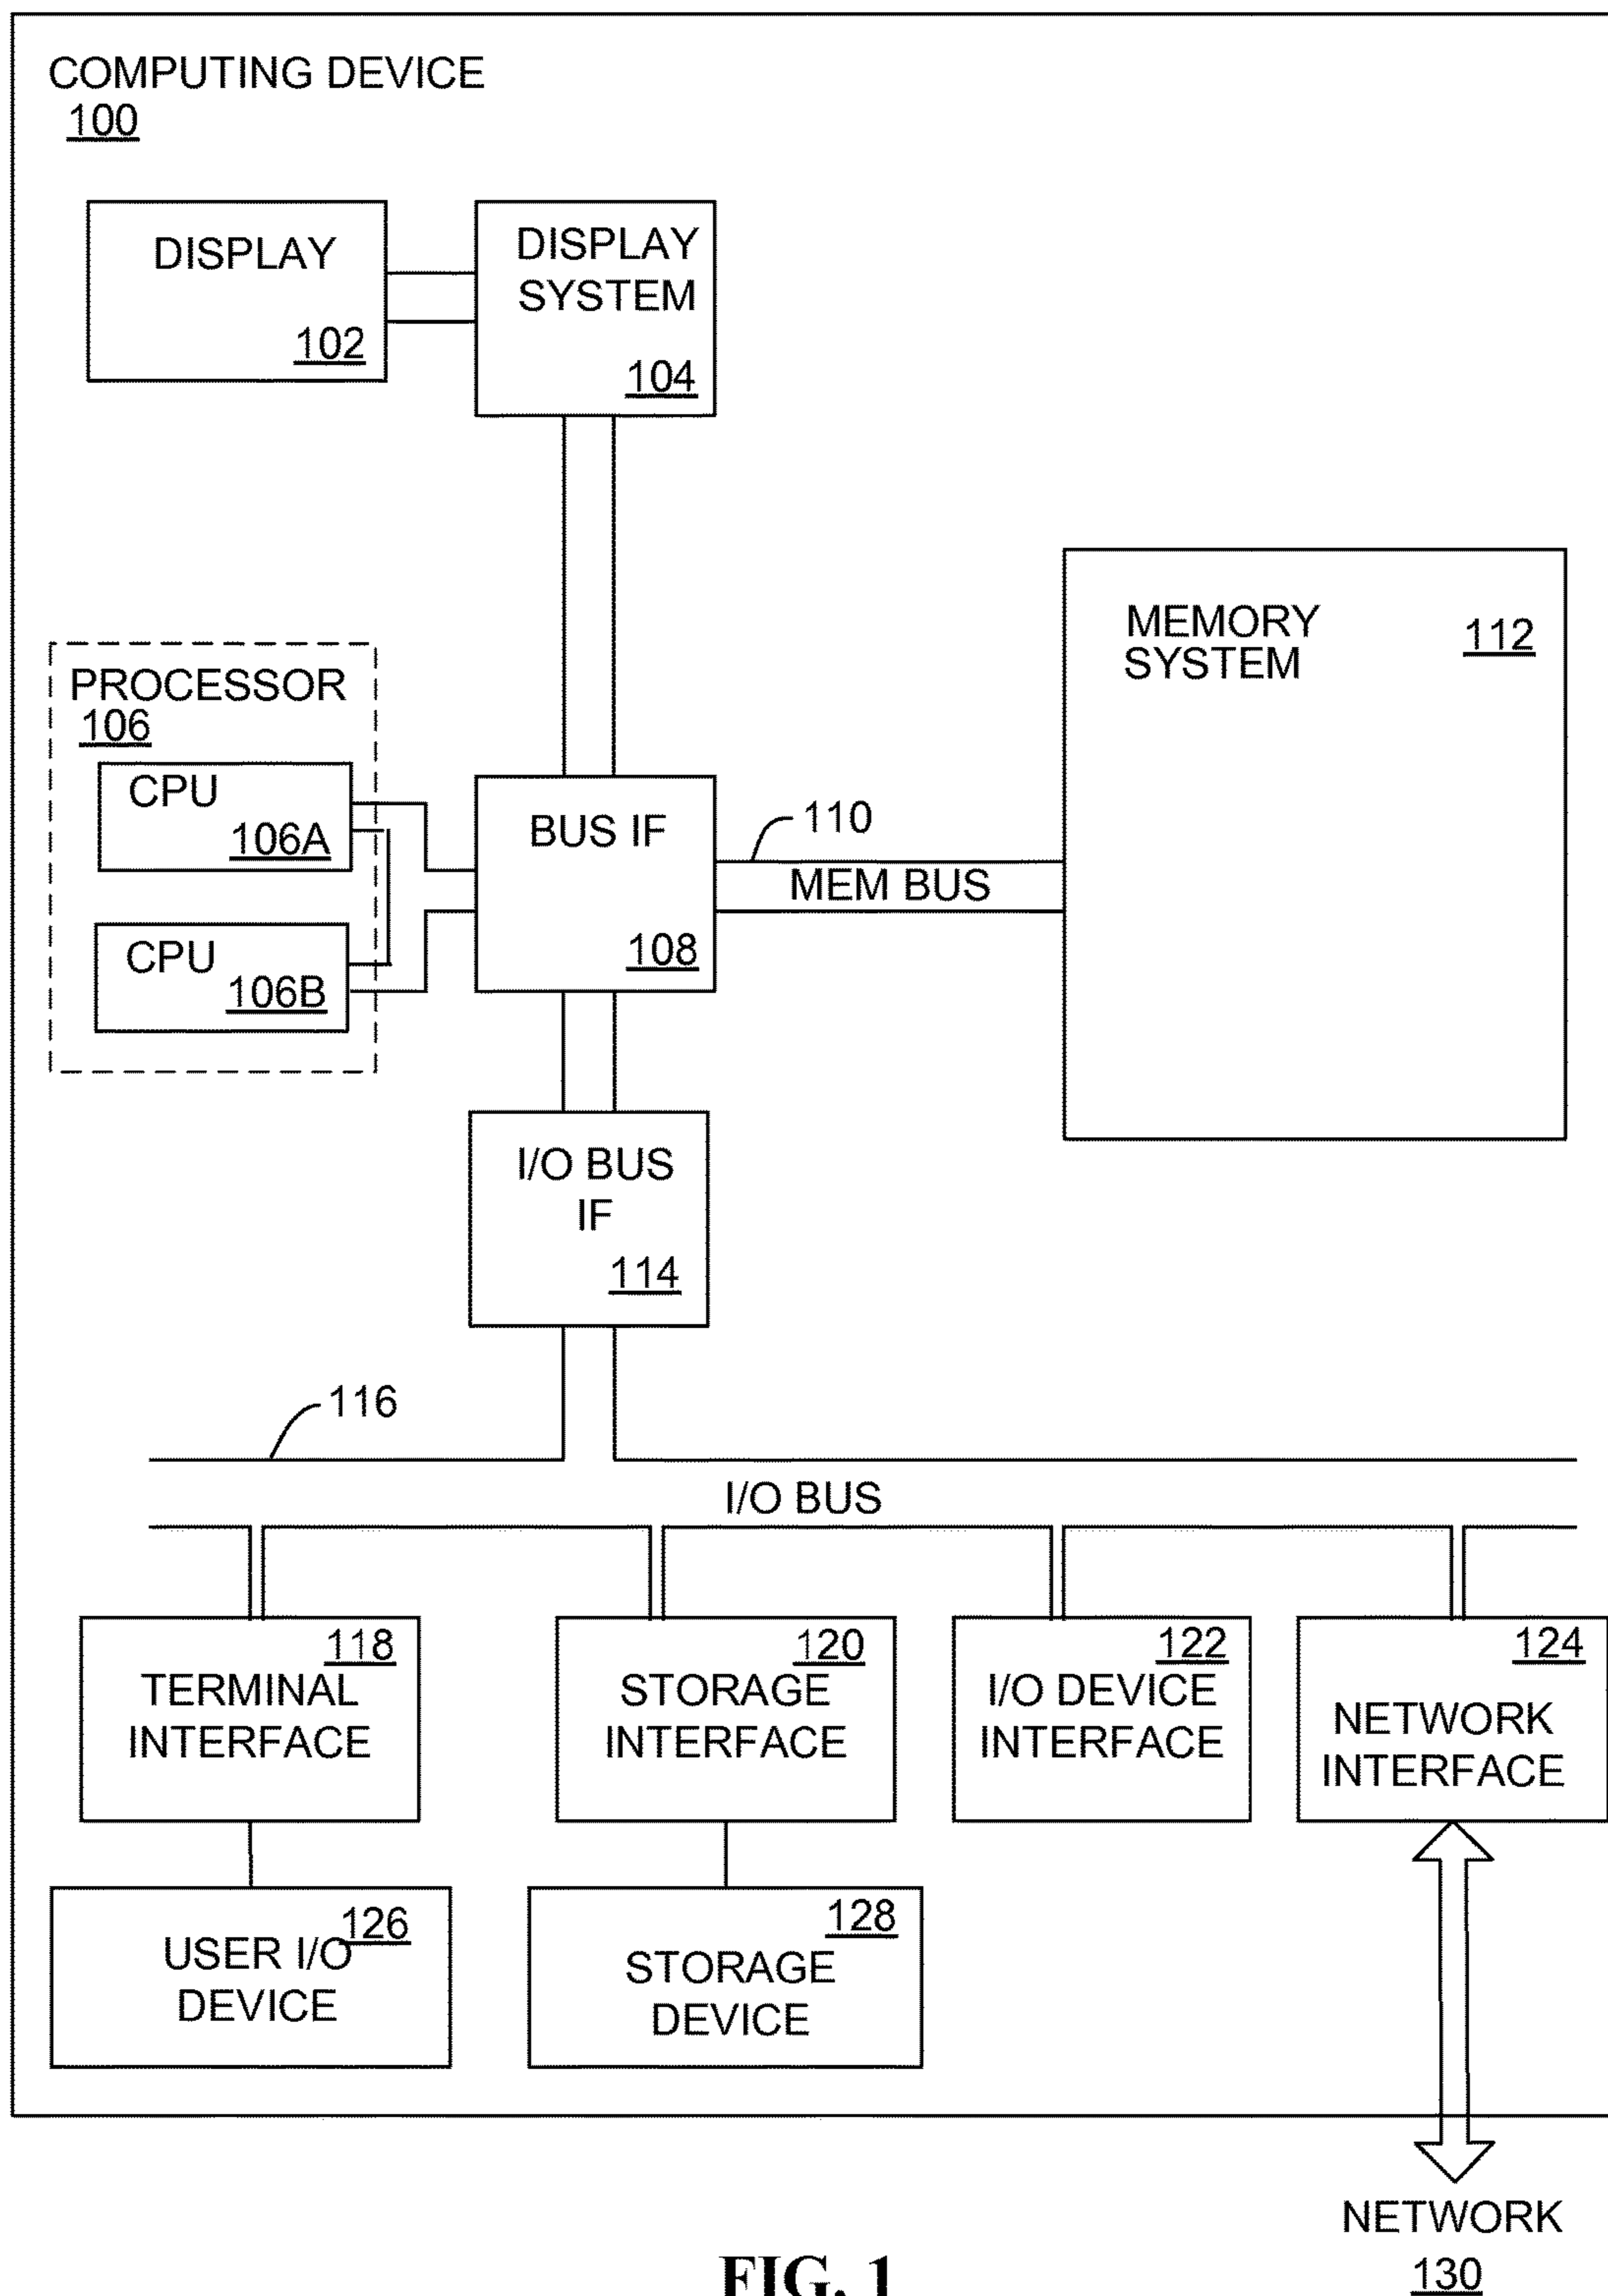 COMPUTING DEVICE
100
DISPLAY
102
DISPLAY
SYSTEM
104
MEMORY
SYSTEM
112
PROCESSOR
106
CPU
106A
CPU
106B
BUS IF
108
110
MEM BUS
I/O BUS
IF
114
116
I/O BUS
118
TERMINAL
INTERFACE
120
STORAGE
INTERFACE
122
I/O DEVICE
INTERFACE
124
NETWORK
INTERFACE
126
USER I/O
DEVICE
128
STORAGE
DEVICE
NETWORK
130
FIG. 1